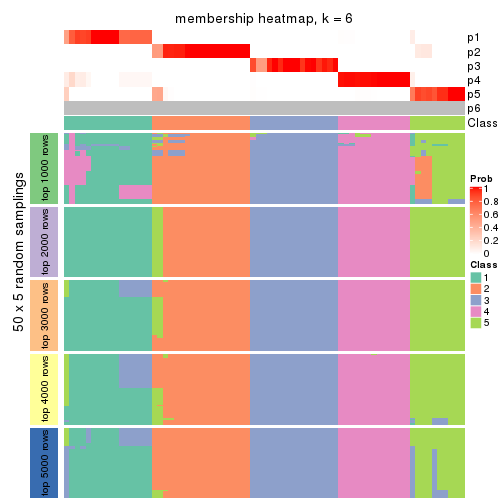 membership heatmap, k = 6
p1
p2
p3
p4
p5
p6
Class
50 x 5 random samplings
top 1000 rows
top 2000 rows
top 3000 rows
top 4000 rows
top 5000 rows
Prob
1
0.8
0.6
0.4
0.2
0
Class
1
2
3
4
5